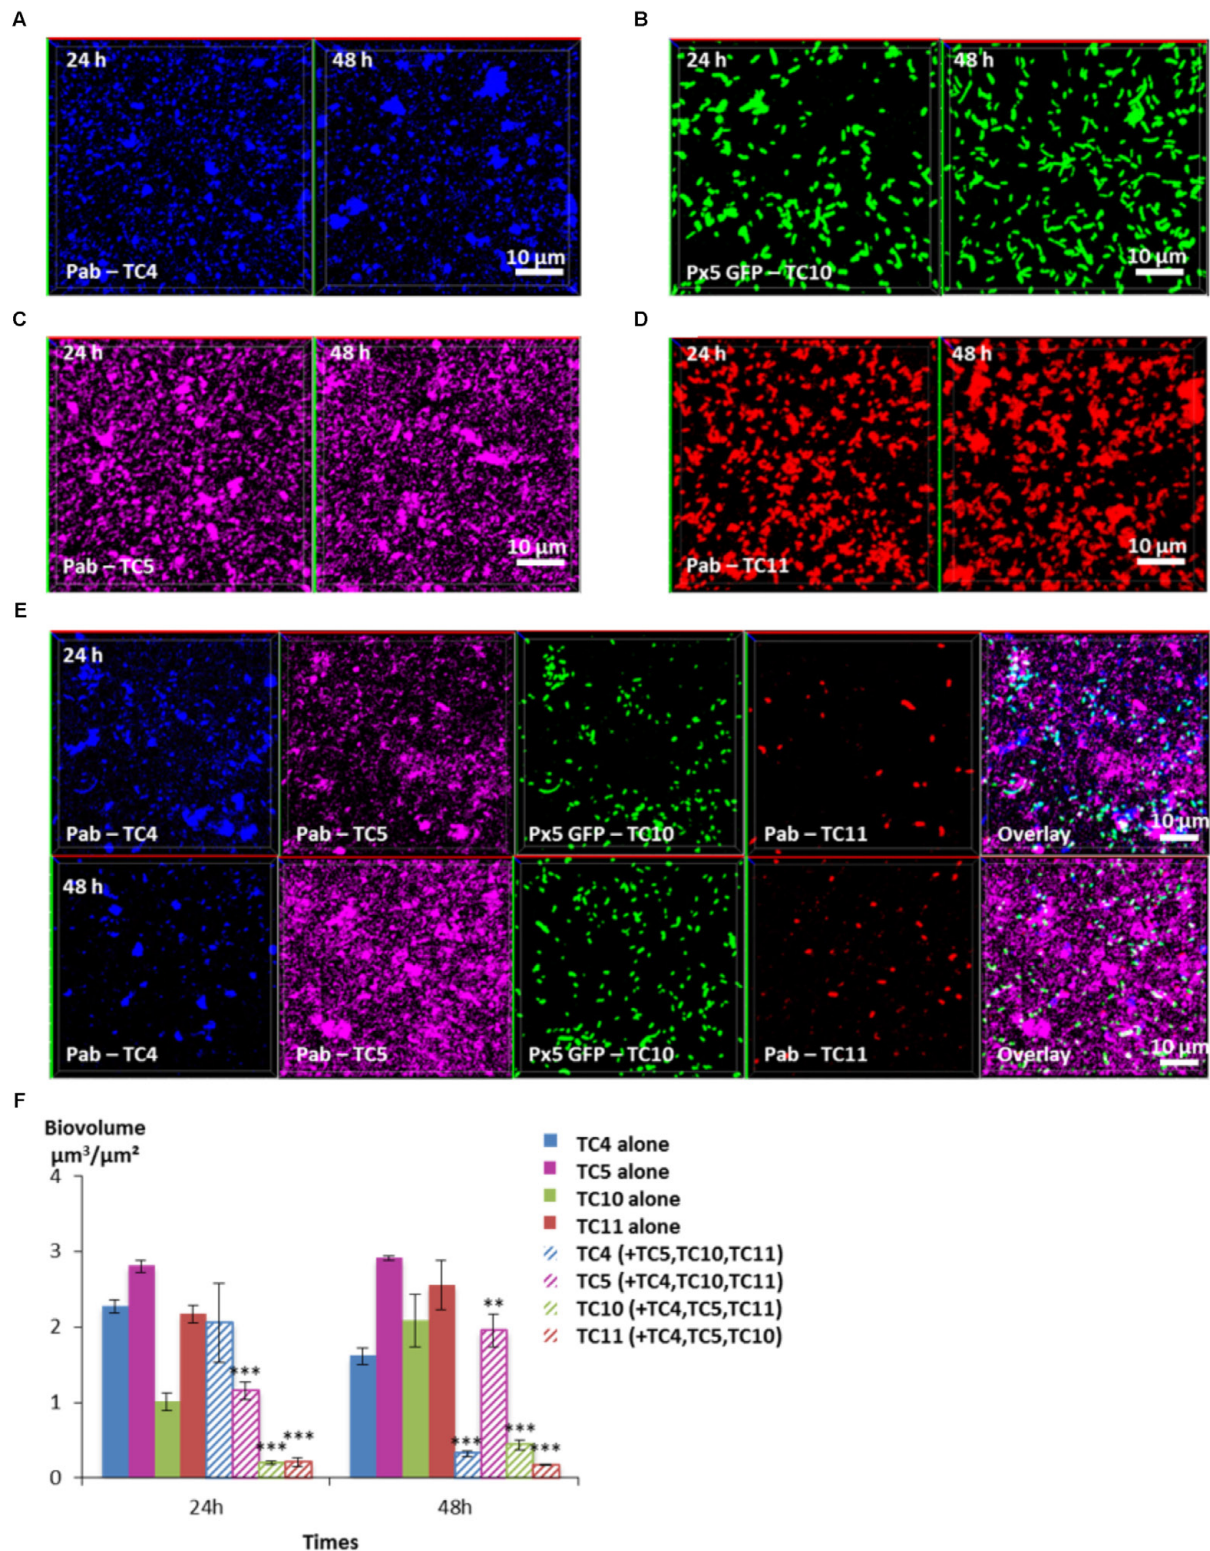 A
24 h
48 h
Pab – TC4
10 µm
B
24 h
48 h
Px5 GFP – TC10
10 µm
C
24 h
48 h
Pab – TC5
10 µm
D
24 h
48 h
Pab – TC11
10 µm
E
24 h
Pab – TC4
Pab – TC5
Px5 GFP – TC10
Pab – TC11
Overlay
10 µm
48 h
Pab – TC4
Pab – TC5
Px5 GFP – TC10
Pab – TC11
Overlay
10 µm
F
Biovolume
µm³/µm²
4
3
2
1
0
***
***
***
***
**
***
***
24h
48h
Times
TC4 alone
TC5 alone
TC10 alone
TC11 alone
TC4 (+TC5,TC10,TC11)
TC5 (+TC4,TC10,TC11)
TC10 (+TC4,TC5,TC11)
TC11 (+TC4,TC5,TC10)